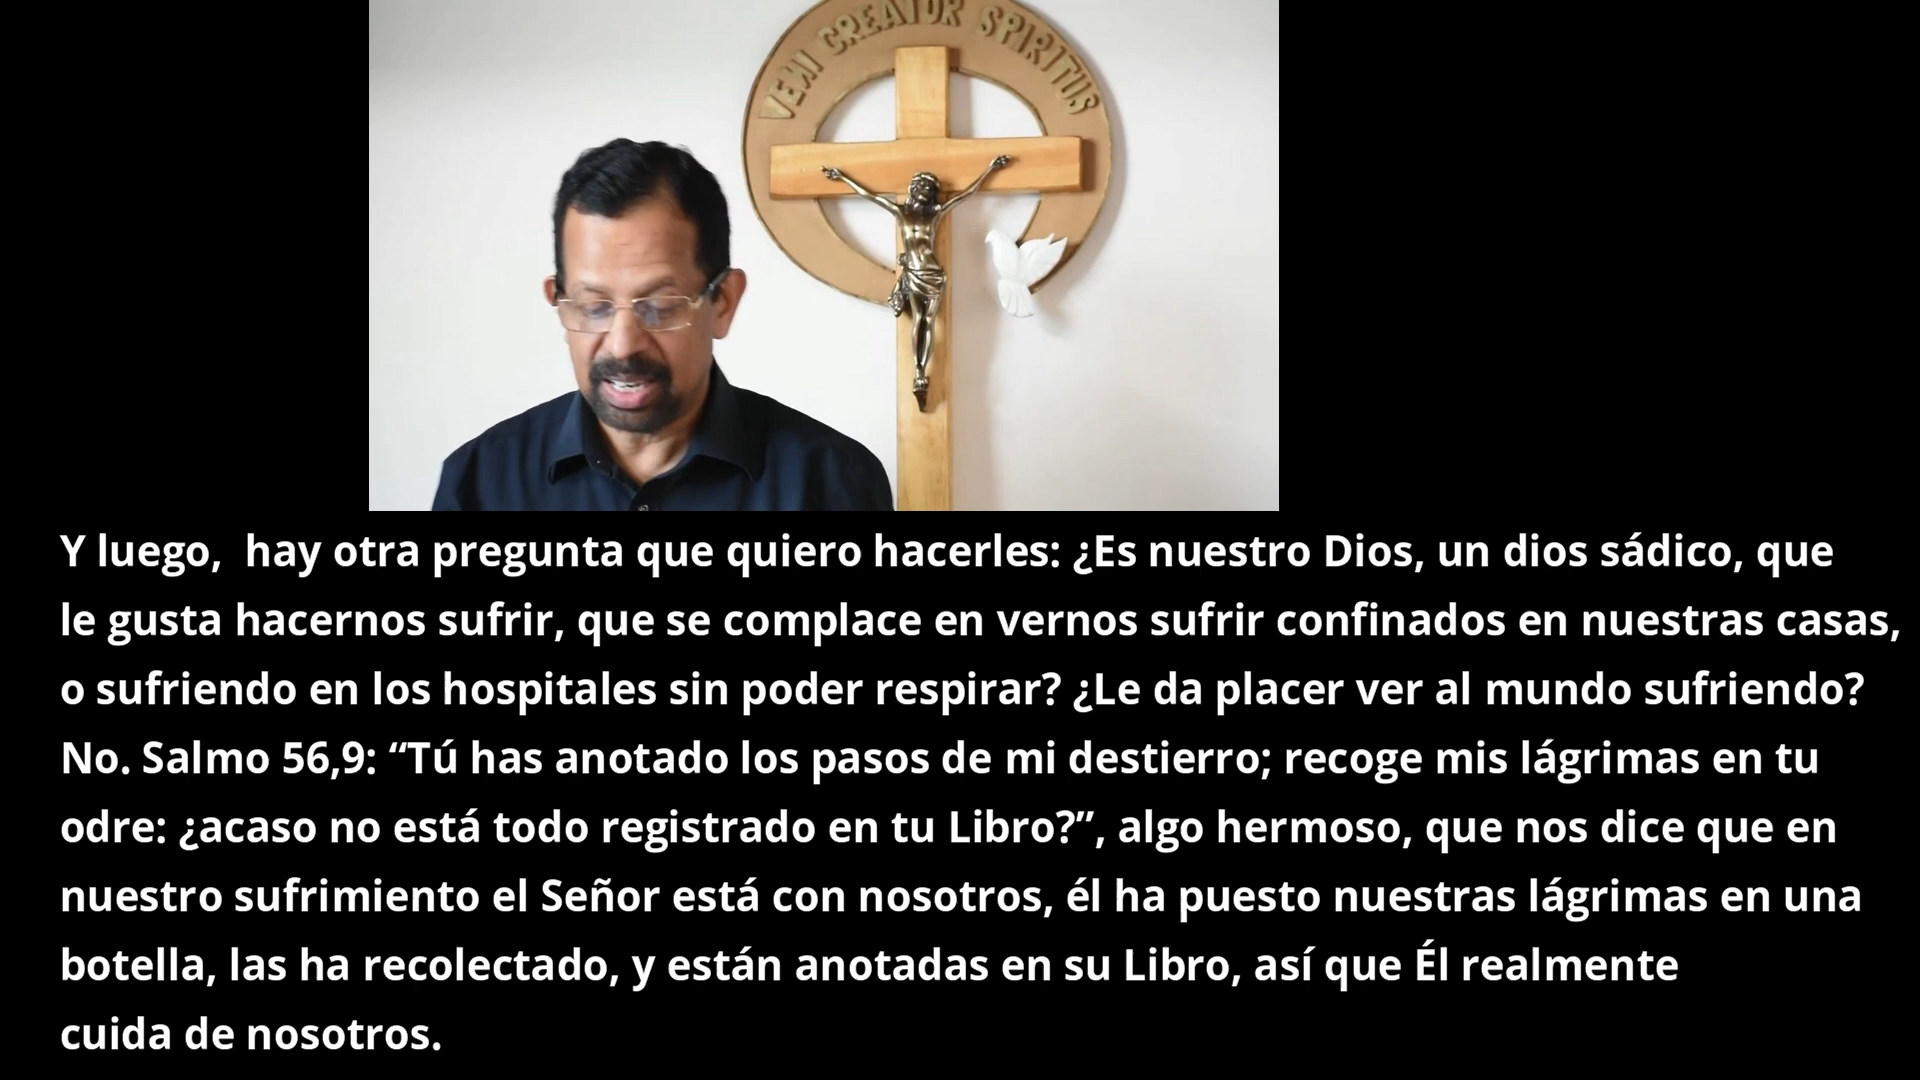 VENI CREATOR SPIRITUS
Y luego,  hay otra pregunta que quiero hacerles: ¿Es nuestro Dios, un dios sádico, que
le gusta hacernos sufrir, que se complace en vernos sufrir confinados en nuestras casas,
o sufriendo en los hospitales sin poder respirar? ¿Le da placer ver al mundo sufriendo?
No. Salmo 56,9: “Tú has anotado los pasos de mi destierro; recoge mis lágrimas en tu
odre: ¿acaso no está todo registrado en tu Libro?”, algo hermoso, que nos dice que en
nuestro sufrimiento el Señor está con nosotros, él ha puesto nuestras lágrimas en una
botella, las ha recolectado, y están anotadas en su Libro, así que Él realmente
cuida de nosotros.